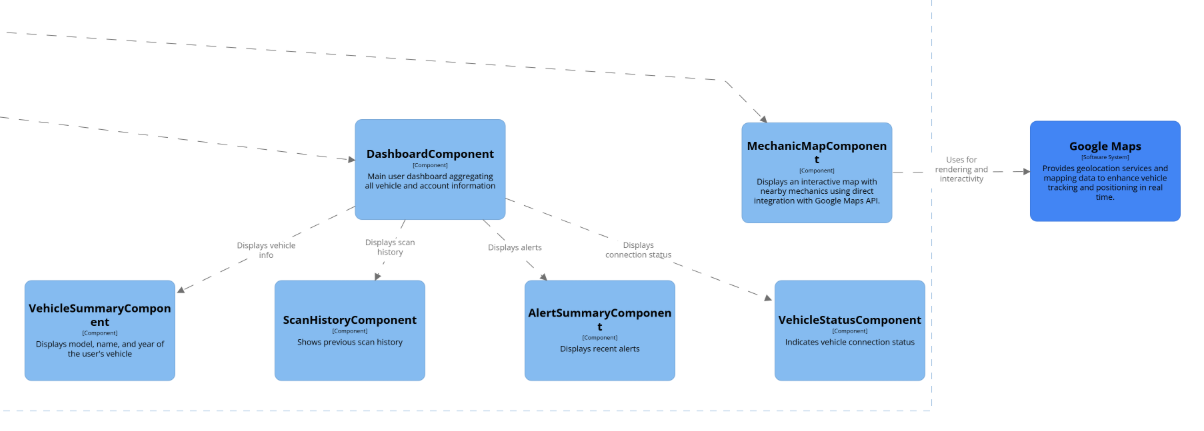 DashboardComponent
[Component]
Main user dashboard aggregating
all vehicle and account information
MechanicMapComponen
t
[Component]
Displays an interactive map with
nearby mechanics using direct
integration with Google Maps API.
Uses for
rendering and
interactivity
Google Maps
[Software System]
Provides geolocation services and
mapping data to enhance vehicle
tracking and positioning in real
time.
Displays vehicle
info
Displays scan
history
Displays alerts
Displays
connection status
VehicleSummaryCompon
ent
[Component]
Displays model, name, and year of
the user's vehicle
ScanHistoryComponent
[Component]
Shows previous scan history
AlertSummaryComponen
t
[Component]
Displays recent alerts
VehicleStatusComponent
[Component]
Indicates vehicle connection status